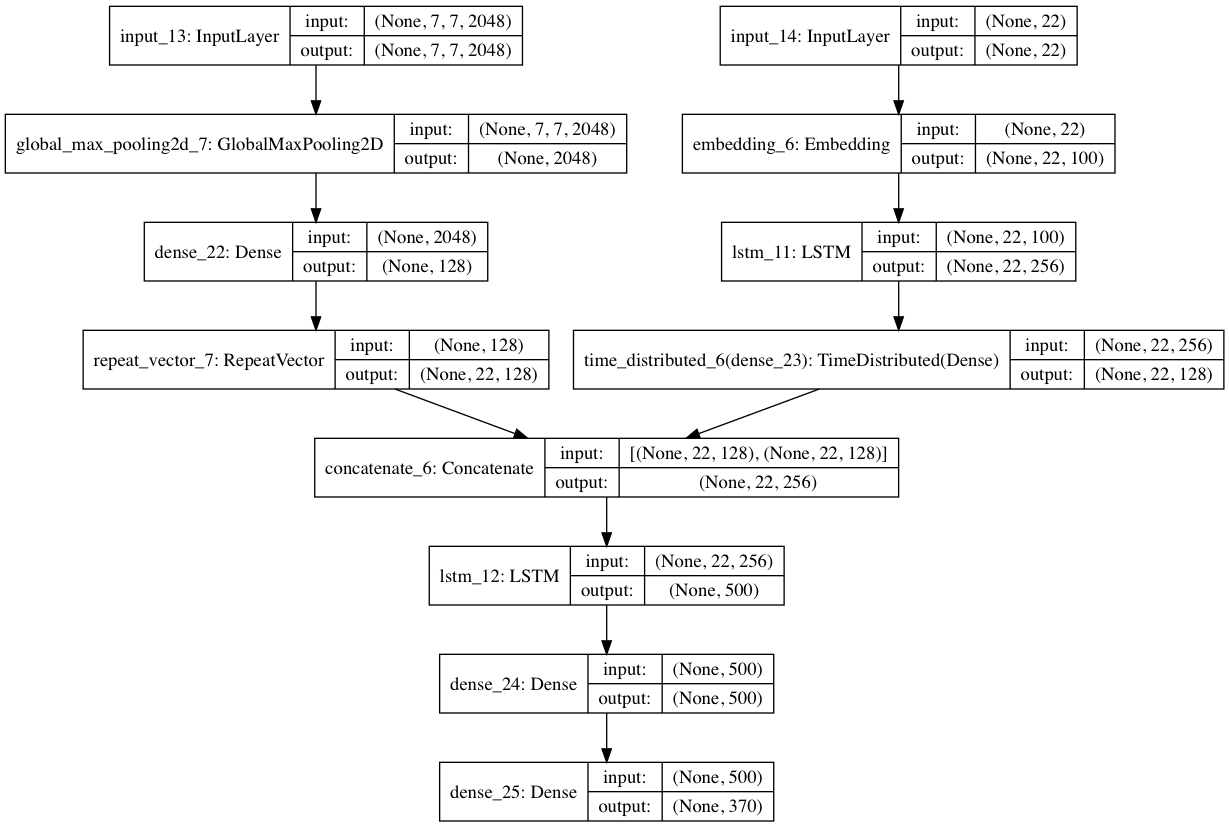 input_13: InputLayer
input: (None, 7, 7, 2048)
output: (None, 7, 7, 2048)
input_14: InputLayer
input: (None, 22)
output: (None, 22)
global_max_pooling2d_7: GlobalMaxPooling2D
input: (None, 7, 7, 2048)
output: (None, 2048)
embedding_6: Embedding
input: (None, 22)
output: (None, 22, 100)
dense_22: Dense
input: (None, 2048)
output: (None, 128)
lstm_11: LSTM
input: (None, 22, 100)
output: (None, 22, 256)
repeat_vector_7: RepeatVector
input: (None, 128)
output: (None, 22, 128)
time_distributed_6(dense_23): TimeDistributed(Dense)
input: (None, 22, 256)
output: (None, 22, 128)
concatenate_6: Concatenate
input: [(None, 22, 128), (None, 22, 128)]
output: (None, 22, 256)
lstm_12: LSTM
input: (None, 22, 256)
output: (None, 500)
dense_24: Dense
input: (None, 500)
output: (None, 500)
dense_25: Dense
input: (None, 500)
output: (None, 370)